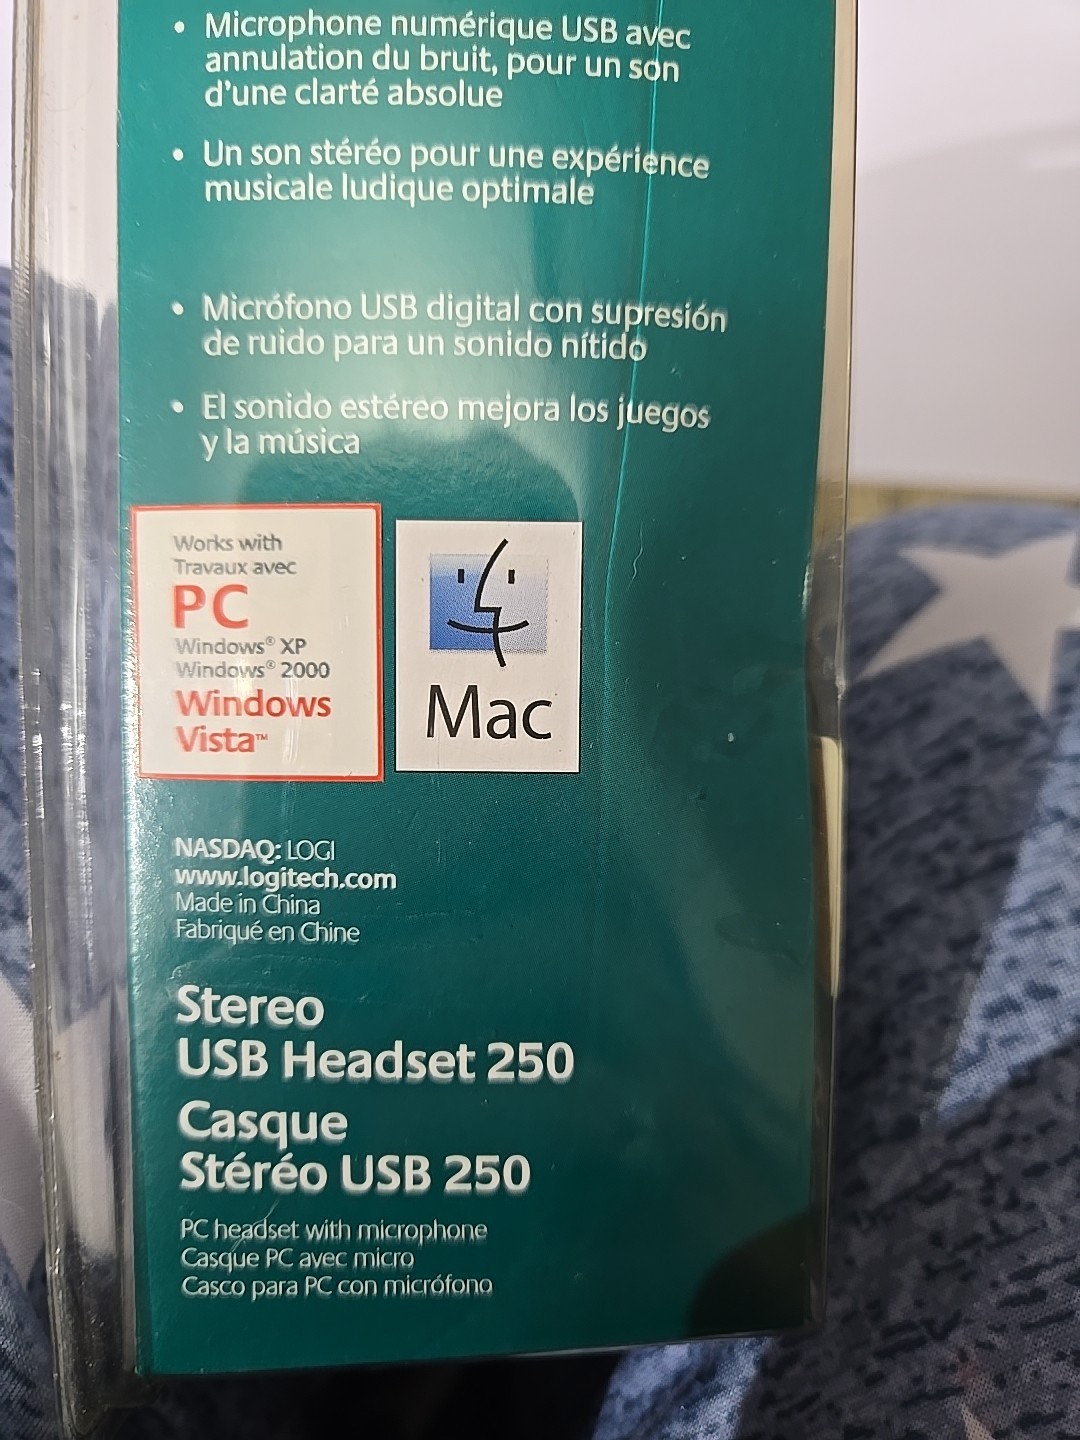 • Microphone numérique USB avec
annulation du bruit, pour un son
d'une clarté absolue
• Un son stéréo pour une expérience
musicale ludique optimale
• Micrófono USB digital con supresión
de ruido para un sonido nítido
• El sonido estéreo mejora los juegos
y la música
Works with
Travaux avec
PC
Windows® XP
Windows® 2000
Windows
Vista™
Mac
NASDAQ: LOGI
www.logitech.com
Made in China
Fabriqué en Chine
Stereo
USB Headset 250
Casque
Stéréo USB 250
PC headset with microphone
Casque PC avec micro
Casco para PC con micrófono